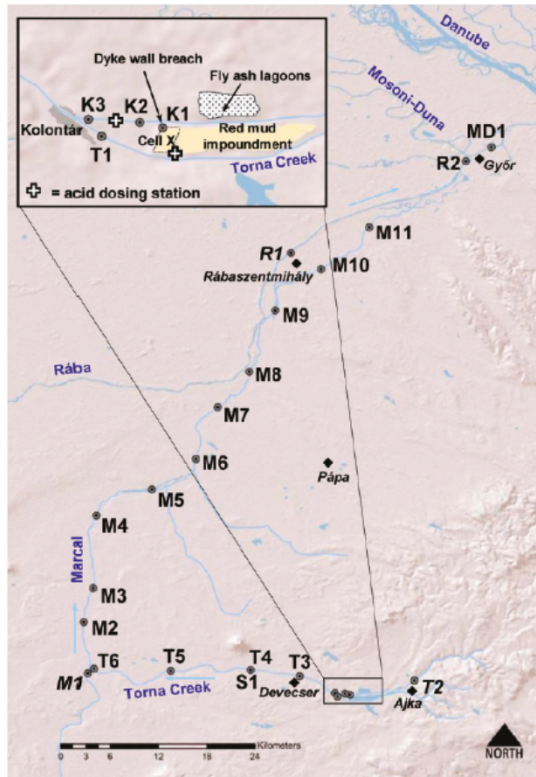 Danube
Mosoni-Duna
Dyke wall breach
Fly ash lagoons
K3
K2
K1
Kolontár
Cell X
Red mud
impoundment
T1
Torna Creek
= acid dosing station
MD1
R2
Győr
M11
R1
Rábaszentmihály
M10
M9
Rába
M8
M7
M6
Pápa
M5
M4
Marcal
M3
M2
M1
T6
T5
T4
S1
T3
Torna Creek
Devecser
T2
Ajka
Kilometers
0 3 6 12 18 24
NORTH